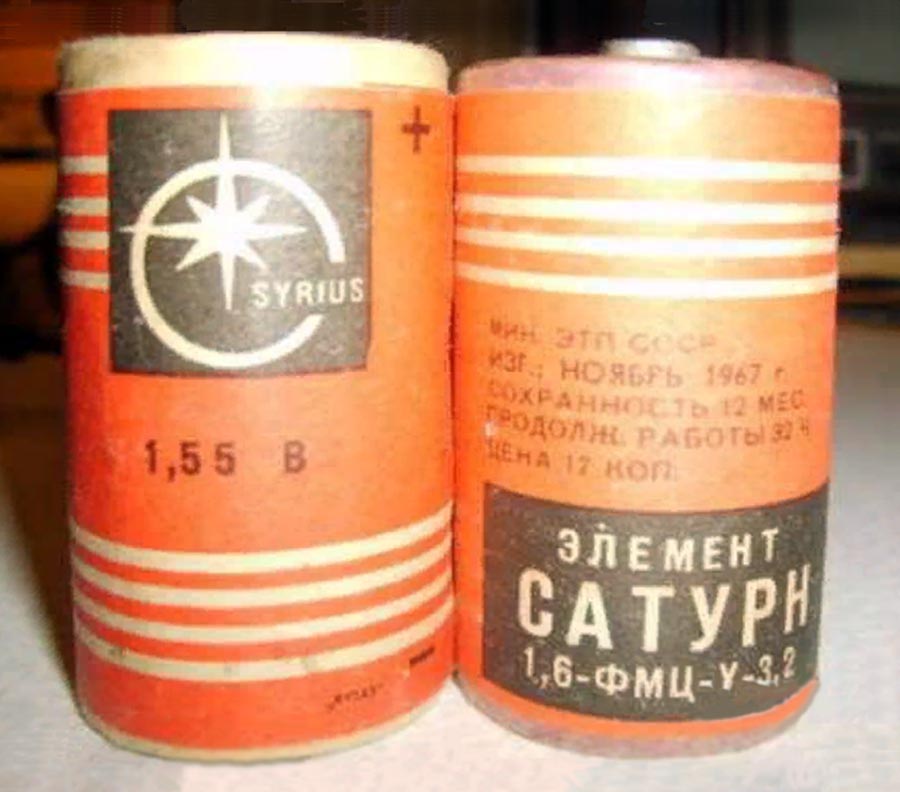 +
SYRIUS
1,55 В
МИН. ЭТП СССР
ИЗГ.: НОЯБРЬ 1967 г.
СОХРАННОСТЬ 12 МЕС.
ПРОДОЛЖ. РАБОТЫ 92 Ч.
ЦЕНА 17 КОП.
ЭЛЕМЕНТ
САТУРН
1,6-ФМЦ-У-3,2